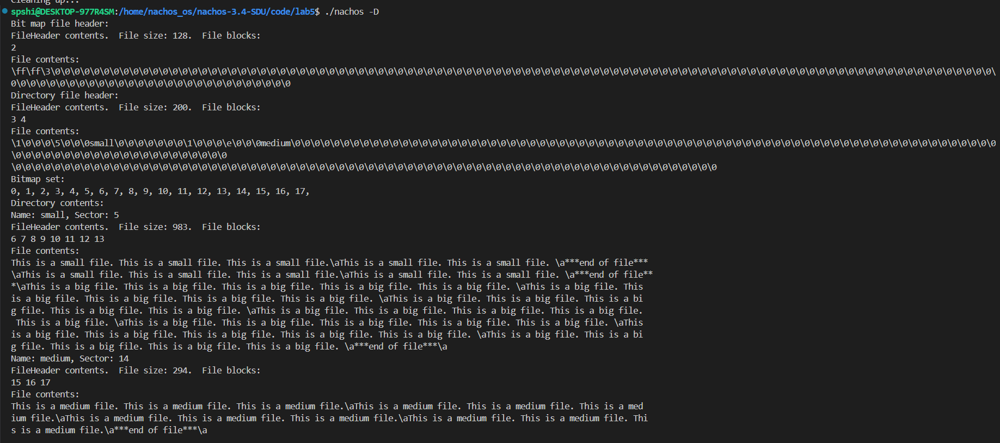 Cleaning up...
spshi@DESKTOP-977R4SM:/home/nachos_os/nachos-3.4-SDU/code/lab5$ ./nachos -D
Bit map file header:
FileHeader contents.  File size: 128.  File blocks:
2
File contents:
\ff\ff\3\0\0\0\0\0\0\0\0\0\0\0\0\0\0\0\0\0\0\0\0\0\0\0\0\0\0\0\0\0\0\0\0\0\0\0\0\0\0\0\0\0\0\0\0\0\0\0\0\0\0\0\0\0\0\0\0\0\0\0\0\0\0\0\0\0\0\0\0\0\0\0\0\0\0\0\0\0\0\0\0\0\0\0\0\0\0\0\0\0\0\0\0\0\0\0\0\0\0\0\0\
0\0\0\0\0\0\0\0\0\0\0\0\0\0\0\0\0\0\0\0\0\0\0\0\0\0\0\0\0
Directory file header:
FileHeader contents.  File size: 200.  File blocks:
3 4
File contents:
\1\0\0\0\5\0\0\0small\0\0\0\0\0\0\0\1\0\0\0\e\0\0\0medium\0\0\0\0\0\0\0\0\0\0\0\0\0\0\0\0\0\0\0\0\0\0\0\0\0\0\0\0\0\0\0\0\0\0\0\0\0\0\0\0\0\0\0\0\0\0\0\0\0\0\0\0\0\0\0\0\0\0\0\0\0\0\0\0\0\0\0\0\0\0\0\0
\0\0\0\0\0\0\0\0\0\0\0\0\0\0\0\0\0\0\0\0\0\0
\0\0\0\0\0\0\0\0\0\0\0\0\0\0\0\0\0\0\0\0\0\0\0\0\0\0\0\0\0\0\0\0\0\0\0\0\0\0\0\0\0\0\0\0\0\0\0\0\0\0\0\0\0\0\0\0\0\0\0\0\0\0\0\0\0\0\0\0\0\0\0\0
Bitmap set:
0, 1, 2, 3, 4, 5, 6, 7, 8, 9, 10, 11, 12, 13, 14, 15, 16, 17,
Directory contents:
Name: small, Sector: 5
FileHeader contents.  File size: 983.  File blocks:
6 7 8 9 10 11 12 13
File contents:
This is a small file. This is a small file. This is a small file.\aThis is a small file. This is a small file. \a***end of file***
\aThis is a small file. This is a small file. This is a small file.\aThis is a small file. This is a small file. \a***end of file**
*\aThis is a big file. This is a big file. This is a big file. This is a big file. This is a big file. \aThis is a big file. This
is a big file. This is a big file. This is a big file. This is a big file. \aThis is a big file. This is a big file. This is a bi
g file. This is a big file. This is a big file. \aThis is a big file. This is a big file. This is a big file. This is a big file.
 This is a big file. \aThis is a big file. This is a big file. This is a big file. This is a big file. This is a big file. \aThis
is a big file. This is a big file. This is a big file. This is a big file. This is a big file. \aThis is a big file. This is a bi
g file. This is a big file. This is a big file. This is a big file. \a***end of file***\a
Name: medium, Sector: 14
FileHeader contents.  File size: 294.  File blocks:
15 16 17
File contents:
This is a medium file. This is a medium file. This is a medium file.\aThis is a medium file. This is a medium file. This is a med
ium file.\aThis is a medium file. This is a medium file. This is a medium file.\aThis is a medium file. This is a medium file. Thi
s is a medium file.\a***end of file***\a